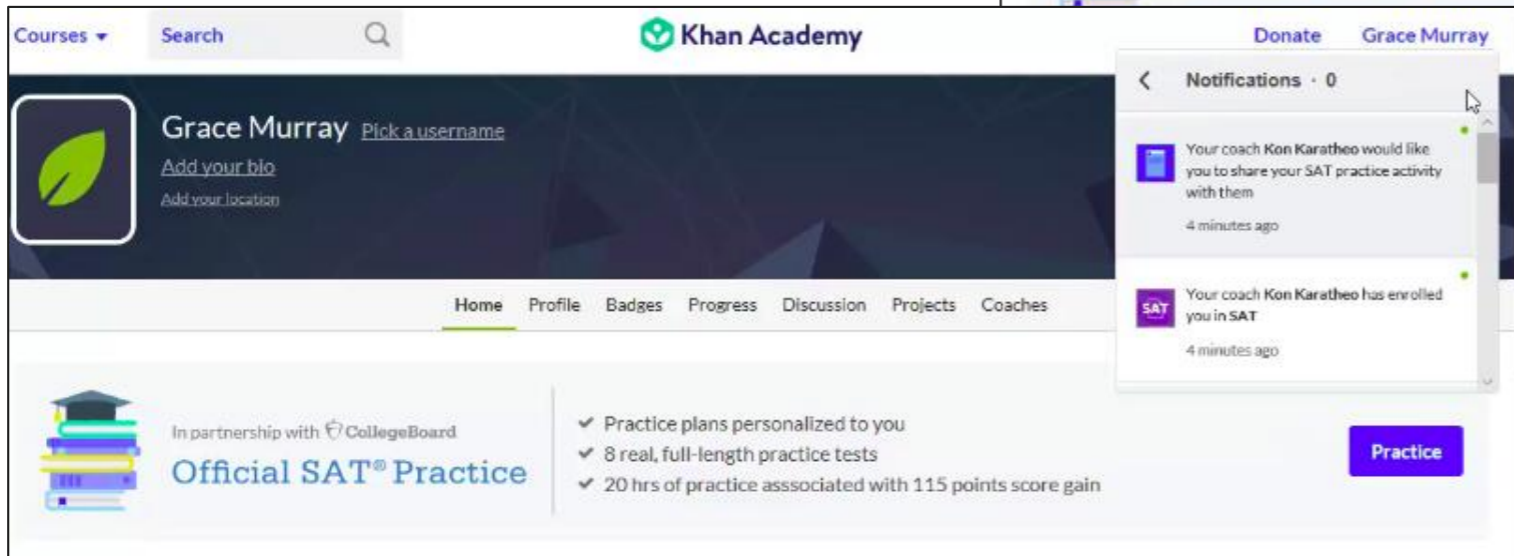 Courses
Search
Khan Academy
Donate
Grace Murray
Notifications · 0
Your coach Kon Karatheo would like
you to share your SAT practice activity
with them
4 minutes ago
SAT
Your coach Kon Karatheo has enrolled
you in SAT
4 minutes ago
Grace Murray Pick a username
Add your bio
Add your location
Home Profile Badges Progress Discussion Projects Coaches
In partnership with CollegeBoard
Official SAT® Practice
Practice plans personalized to you
8 real, full-length practice tests
20 hrs of practice asssociated with 115 points score gain
Practice